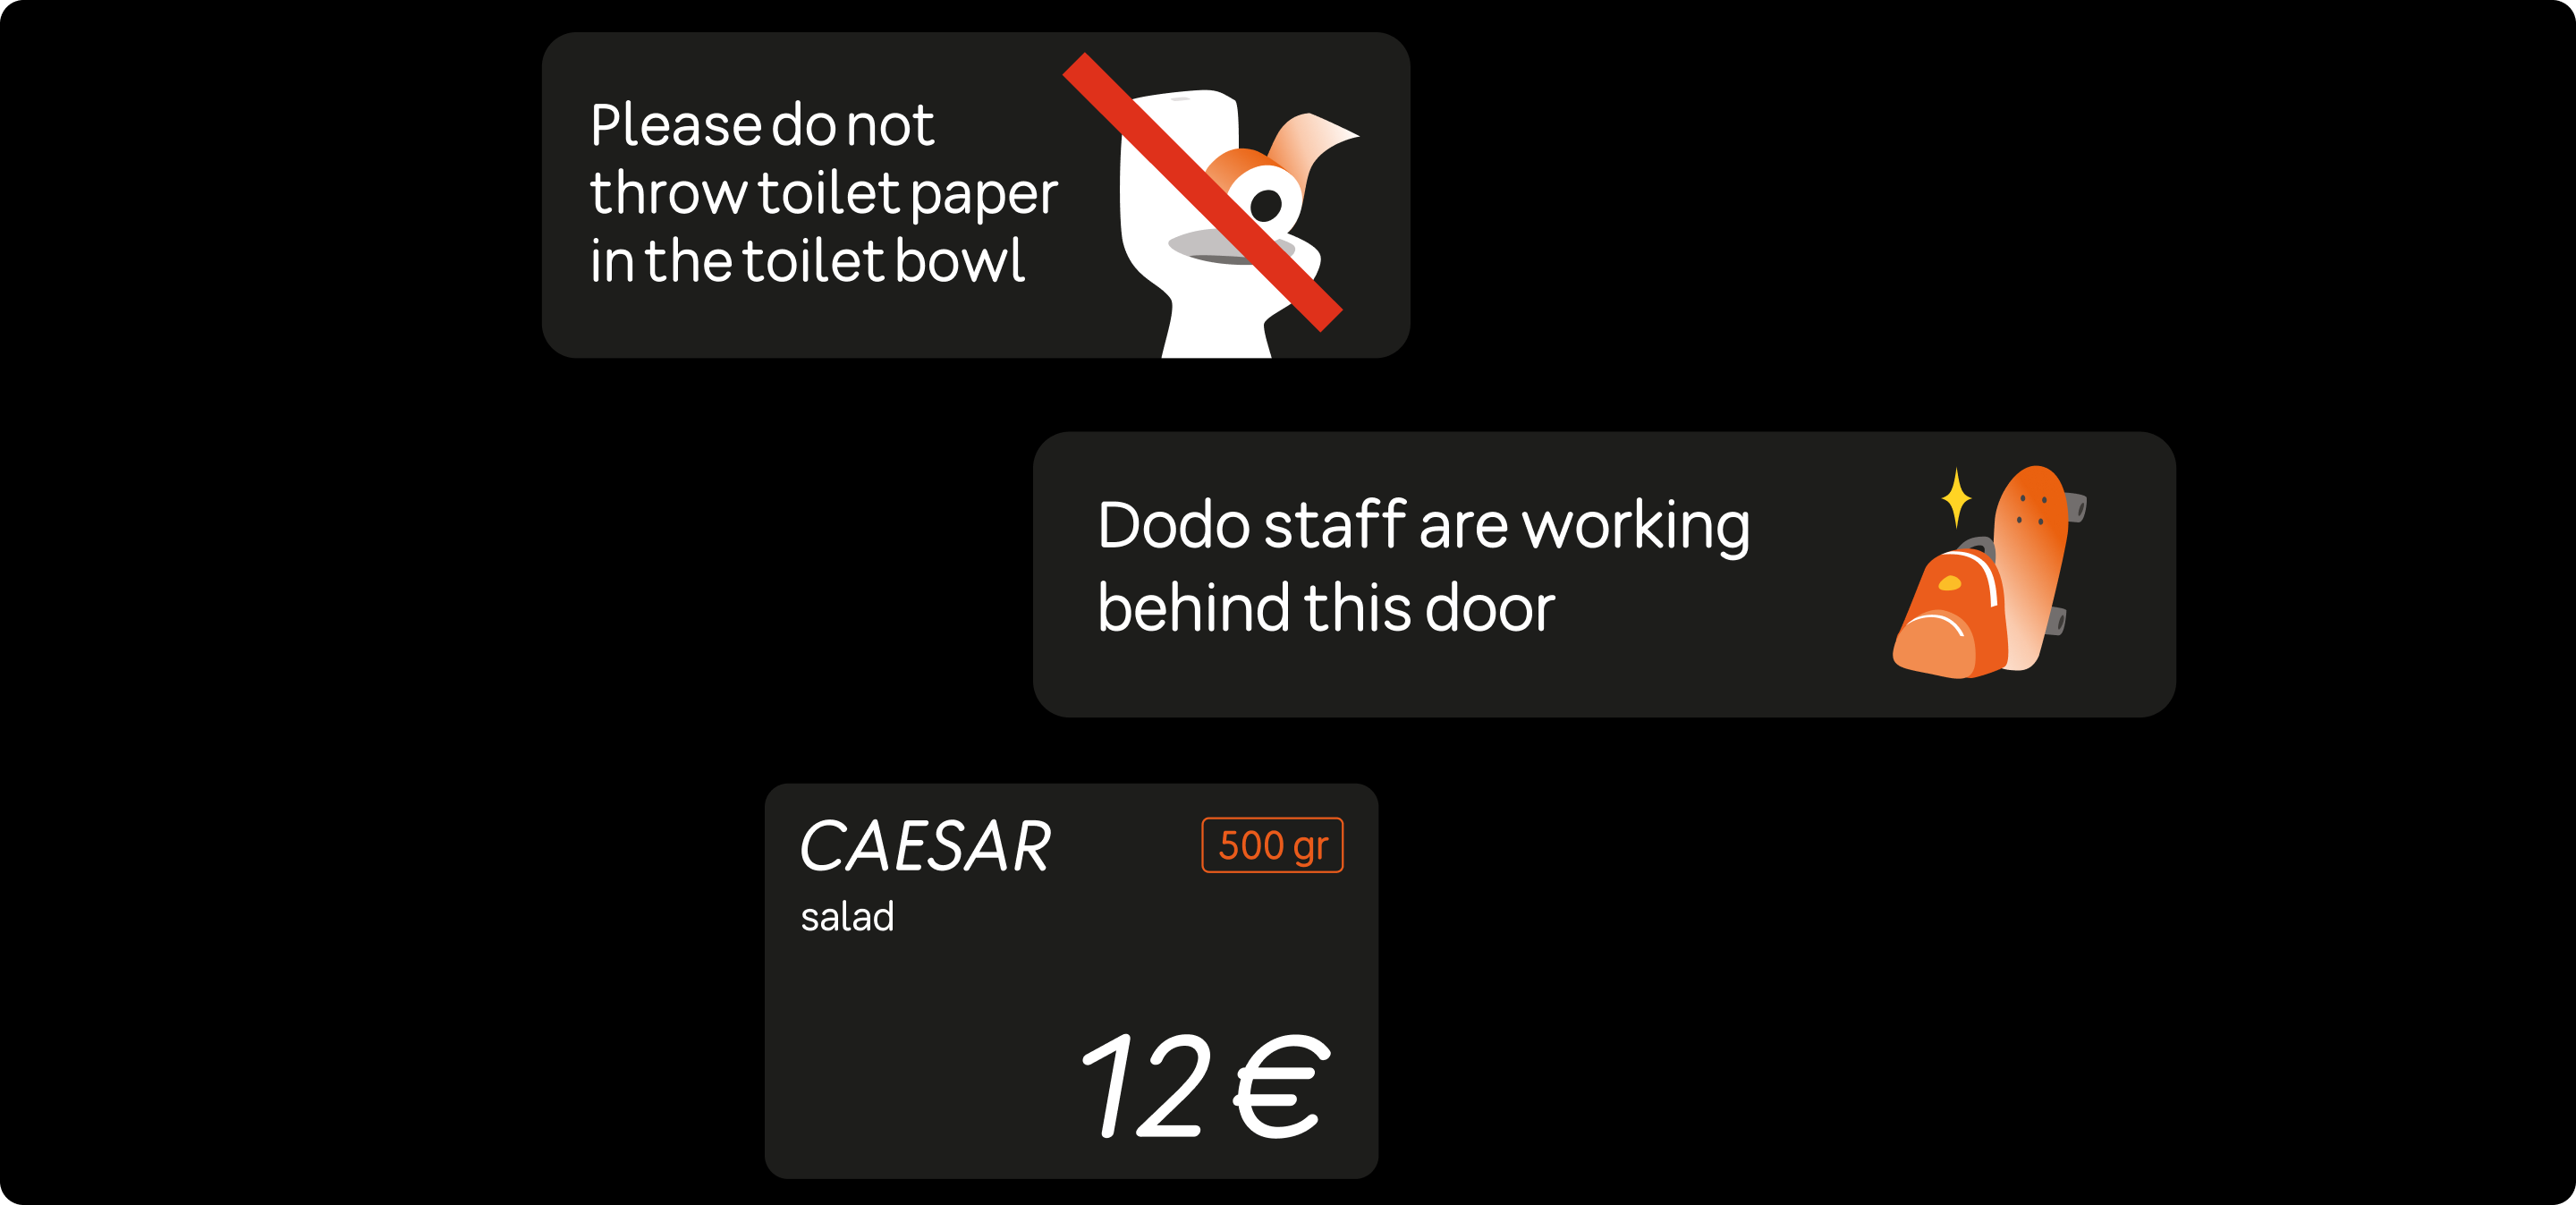 Please do not
throw toilet paper
in the toilet bowl
Dodo staff are working
behind this door
CAESAR
500 gr
salad
12 €